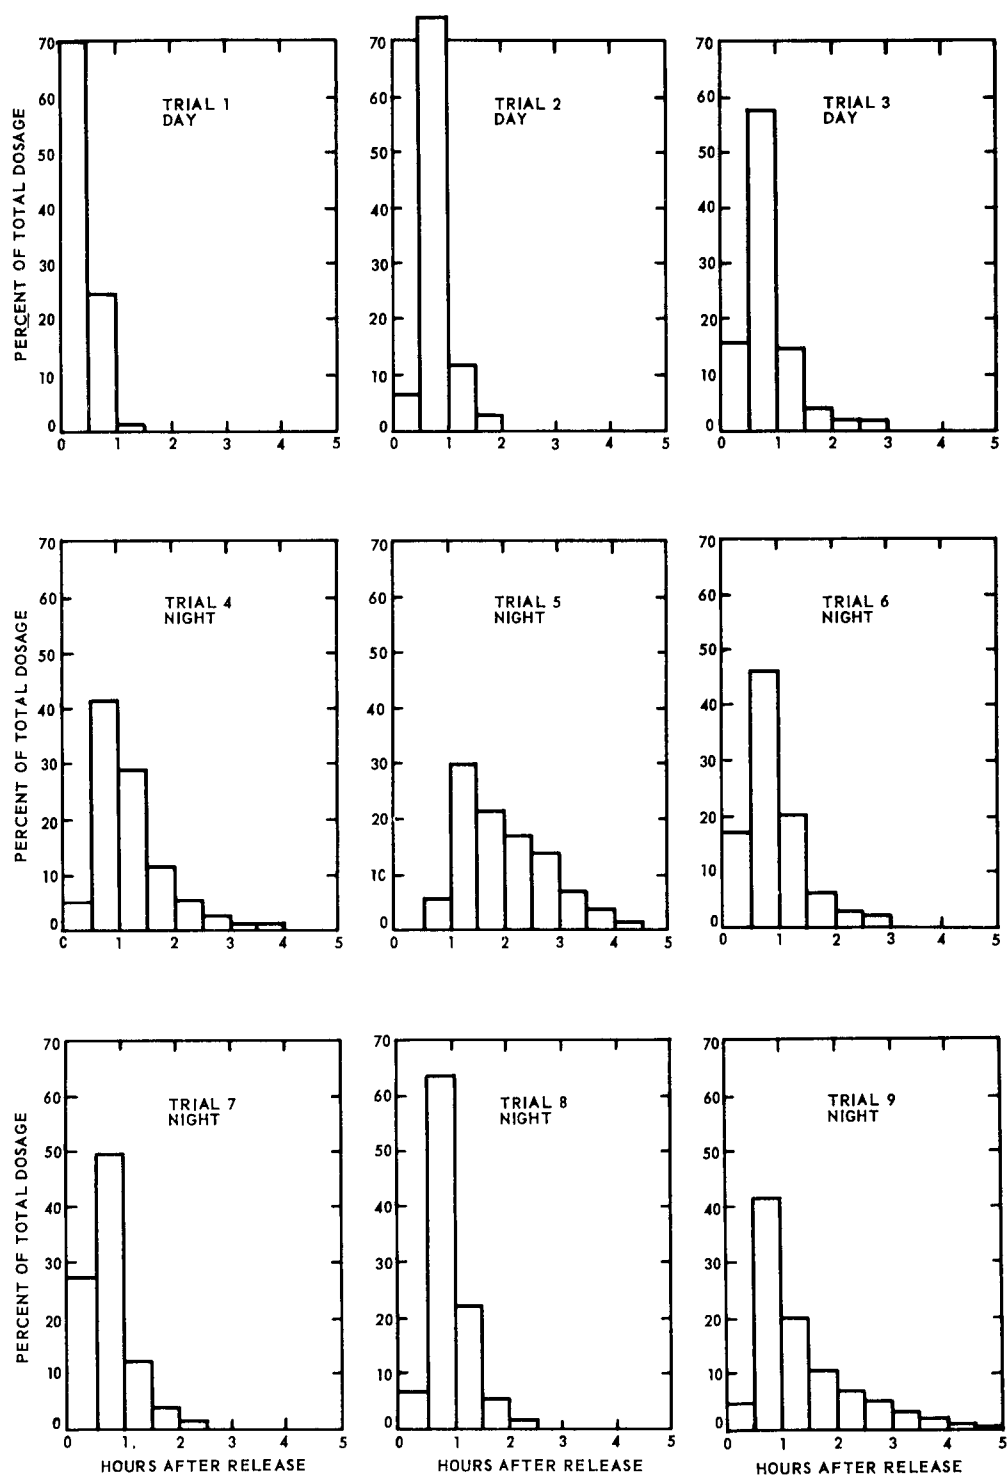 PERCENT OF TOTAL DOSAGE
70
60
50
40
30
20
10
0
TRIAL 1
DAY
0 1 2 3 4 5
70
60
50
40
30
20
10
0
TRIAL 2
DAY
0 1 2 3 4 5
70
60
50
40
30
20
10
0
TRIAL 3
DAY
0 1 2 3 4 5
PERCENT OF TOTAL DOSAGE
70
60
50
40
30
20
10
0
TRIAL 4
NIGHT
C 1 2 3 4 5
70
60
50
40
30
20
10
0
TRIAL 5
NIGHT
0 1 2 3 4 5
70
60
50
40
30
20
10
0
TRIAL 6
NIGHT
0 1 2 3 4 5
PERCENT OF TOTAL DOSAGE
70
60
50
40
30
20
10
0
TRIAL 7
NIGHT
0 1, 2 3 4 5
HOURS AFTER RELEASE
70
60
50
40
30
20
10
0
TRIAL 8
NIGHT
0 1 2 3 4 5
HOURS AFTER RELEASE
70
60
50
40
30
20
10
0
TRIAL 9
NIGHT
0 1 2 3 4 5
HOURS AFTER RELEASE